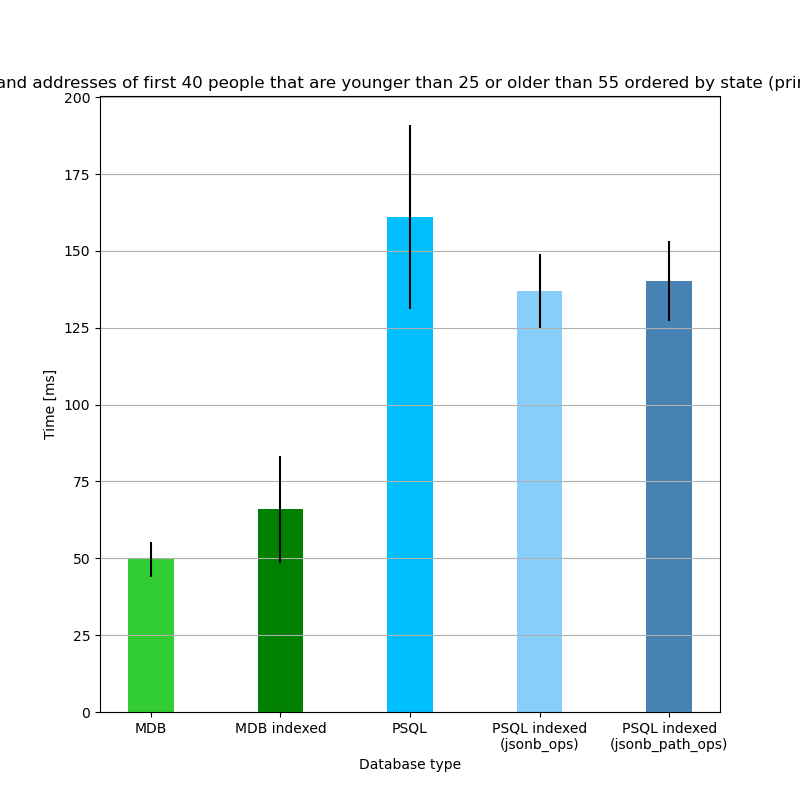 and addresses of first 40 people that are younger than 25 or older than 55 ordered by state
200
175
150
125
100
75
50
25
0
Time [ms]
MDB
MDB indexed
PSQL
PSQL indexed
(jsonb_ops)
PSQL indexed
(jsonb_path_ops)
Database type